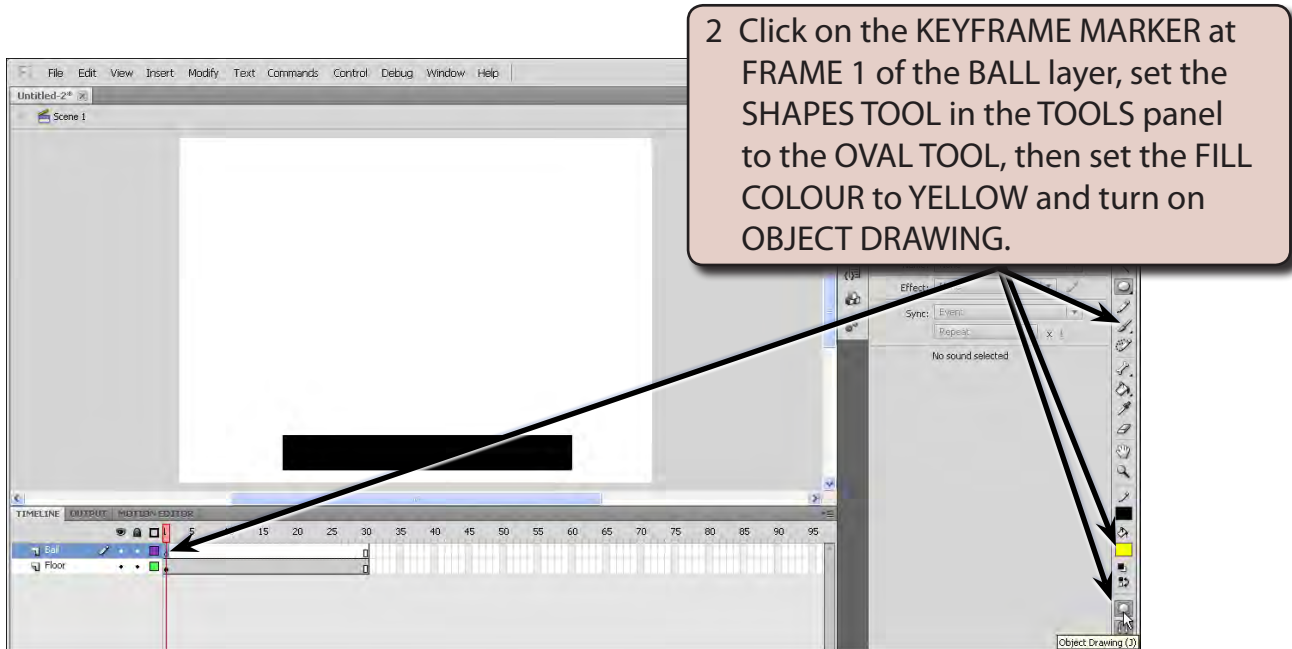 2 Click on the KEYFRAME MARKER at
FRAME 1 of the BALL layer, set the
SHAPES TOOL in the TOOLS panel
to the OVAL TOOL, then set the FILL
COLOUR to YELLOW and turn on
OBJECT DRAWING.
File Edit View Insert Modify Text Commands Control Debug Window Help
Untitled-2*
Scene 1
Effect:
Sync: Event
Repeat x 1
No sound selected
TIMELINE OUTPUT MOTION EDITOR
1 5 15 20 25 30 35 40 45 50 55 60 65 70 75 80 85 90 95
Ball
Floor
Object Drawing (J)